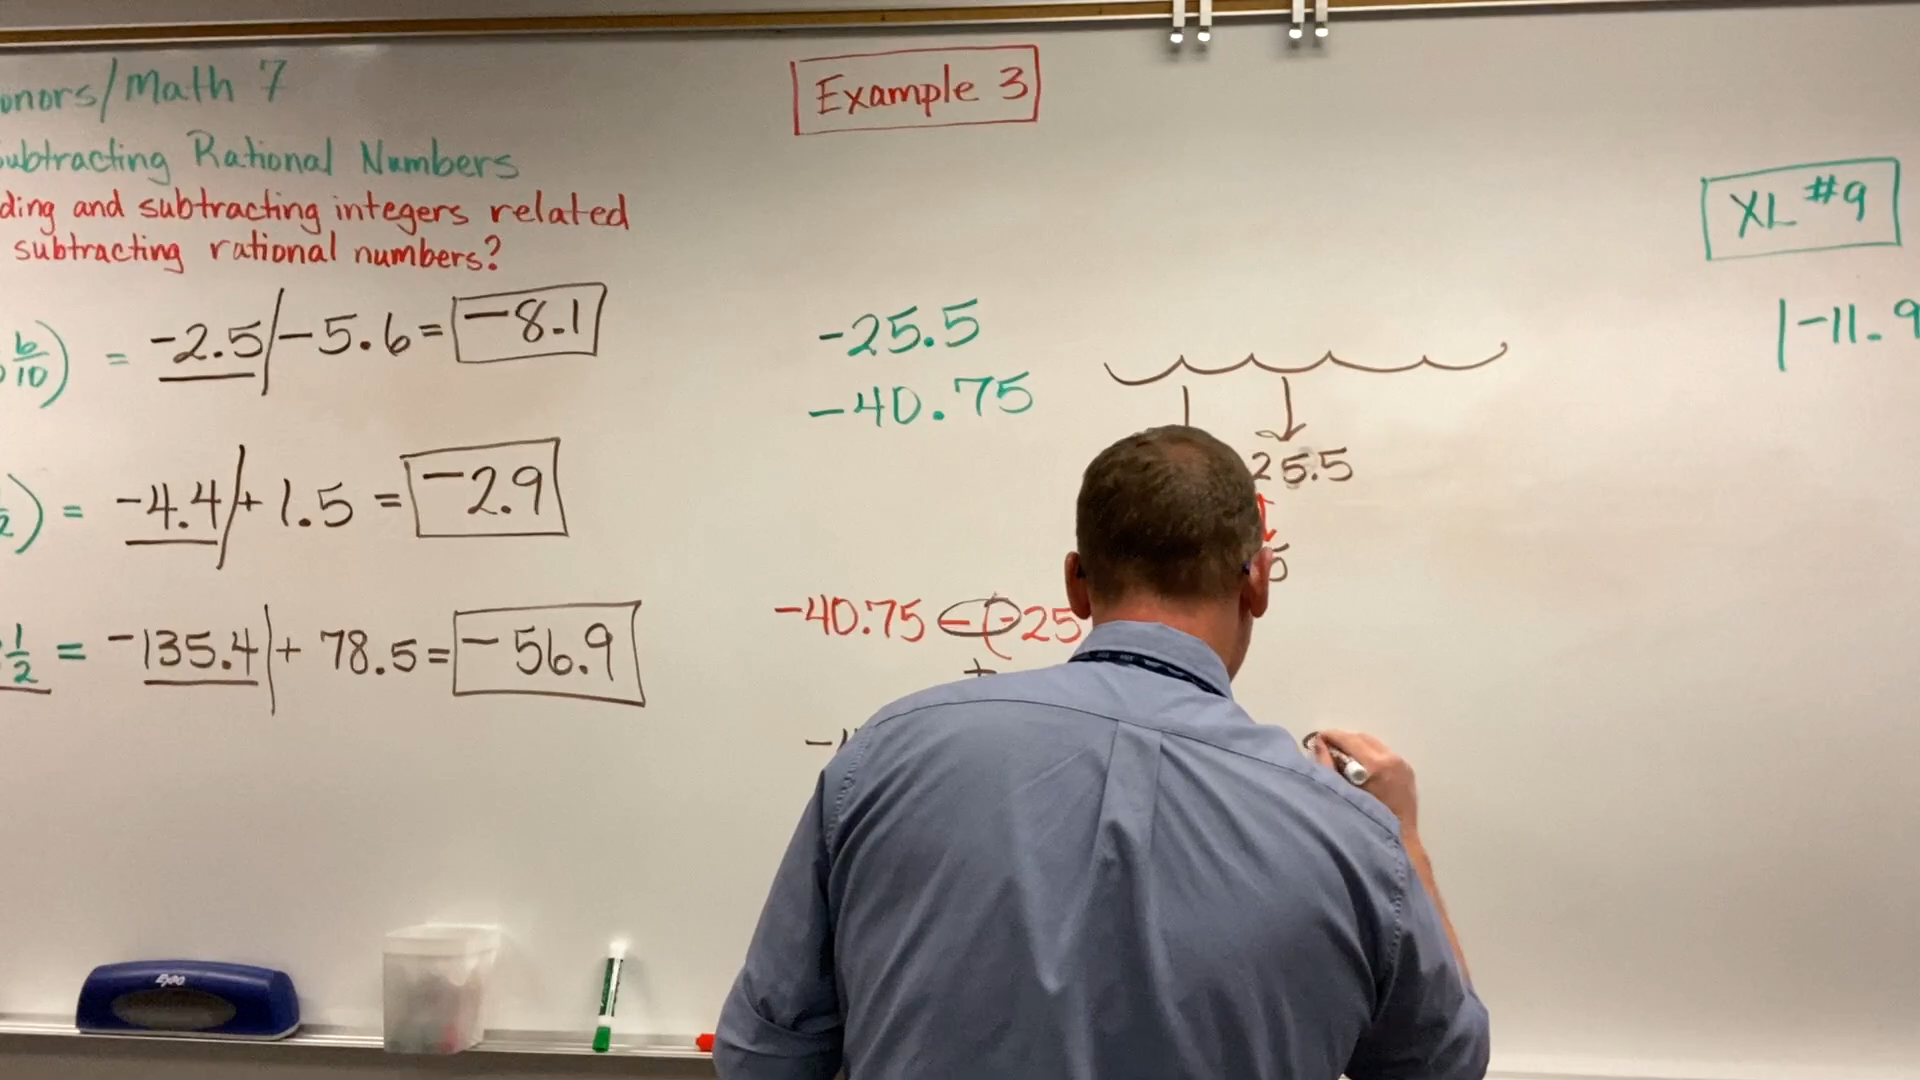 onors/Math 7
ubtracting Rational Numbers
ding and subtracting integers related
subtracting rational numbers?
6/10) = -2.5 - 5.6 = -8.1
) = -4.4 + 1.5 = -2.9
1/2 = -135.4 + 78.5 = -56.9
Example 3
-25.5
-40.75
25.5
5
-40.75 - (-25
+
XL #9
|-11.9
Expo